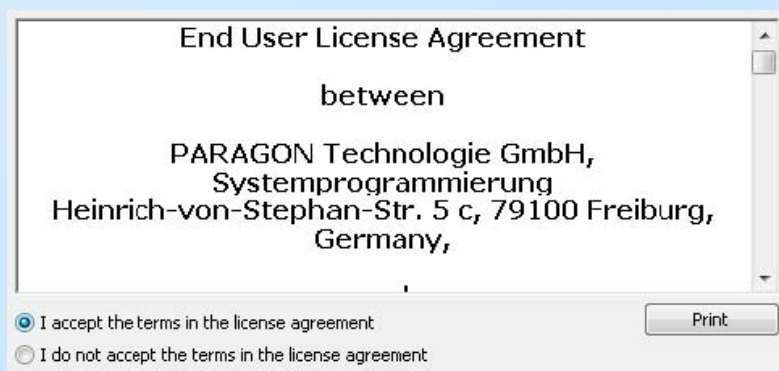 End User License Agreement
between
PARAGON Technologie GmbH,
Systemprogrammierung
Heinrich-von-Stephan-Str. 5 c, 79100 Freiburg,
Germany,
I accept the terms in the license agreement
Print
I do not accept the terms in the license agreement